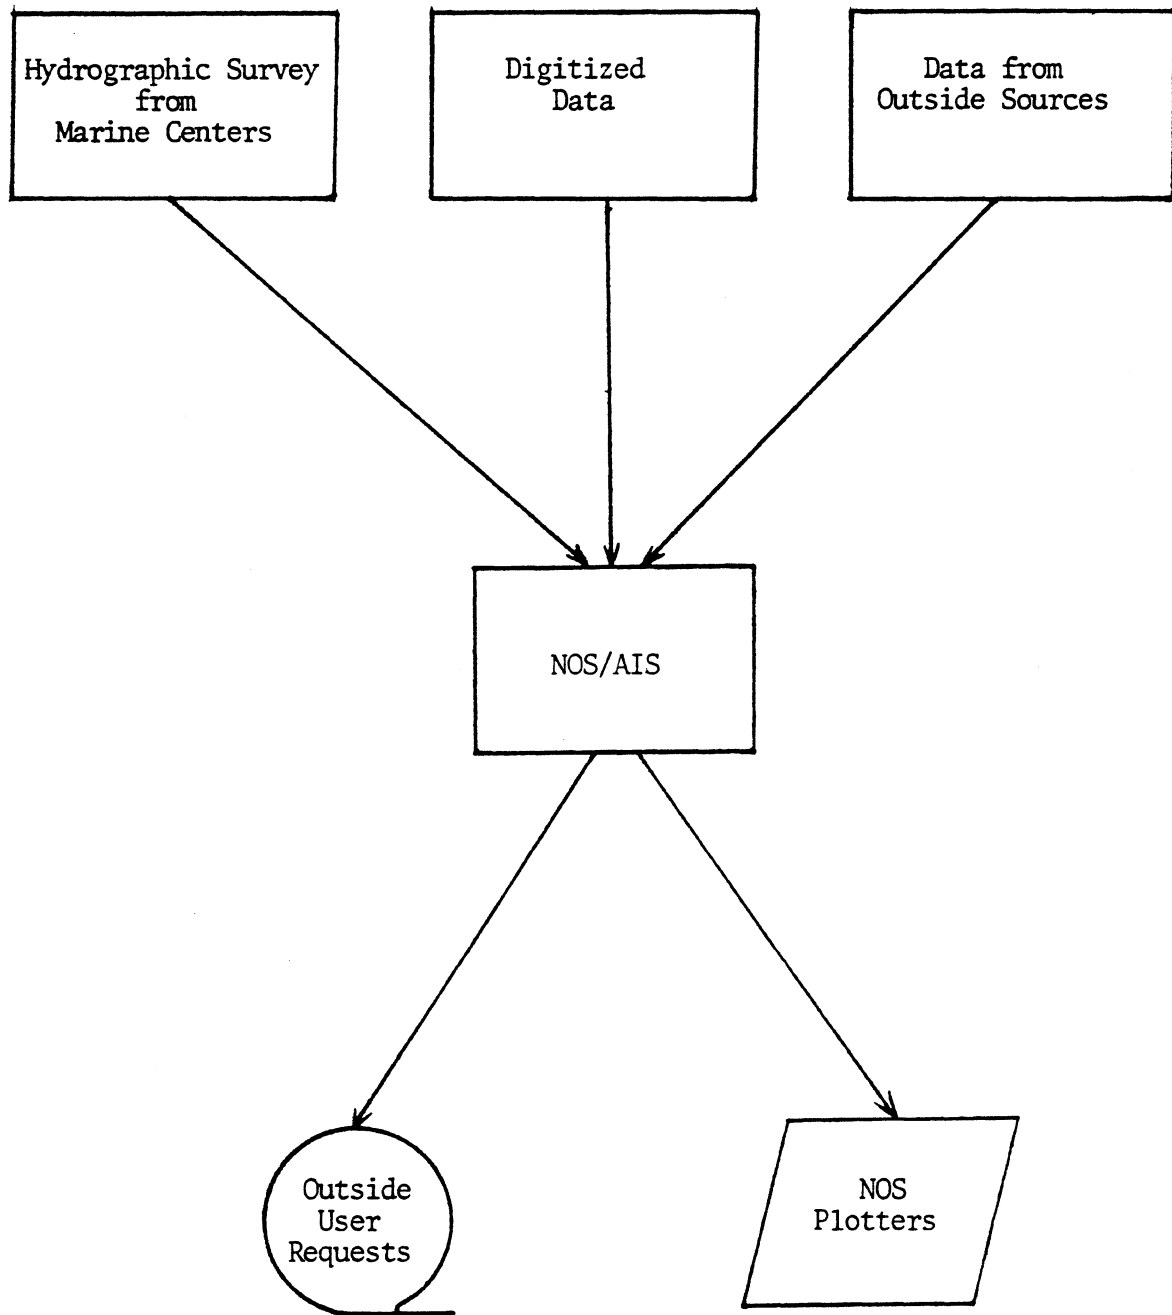 Hydrographic Survey
from
Marine Centers
Digitized
Data
Data from
Outside Sources
NOS/AIS
Outside
User
Requests
NOS
Plotters